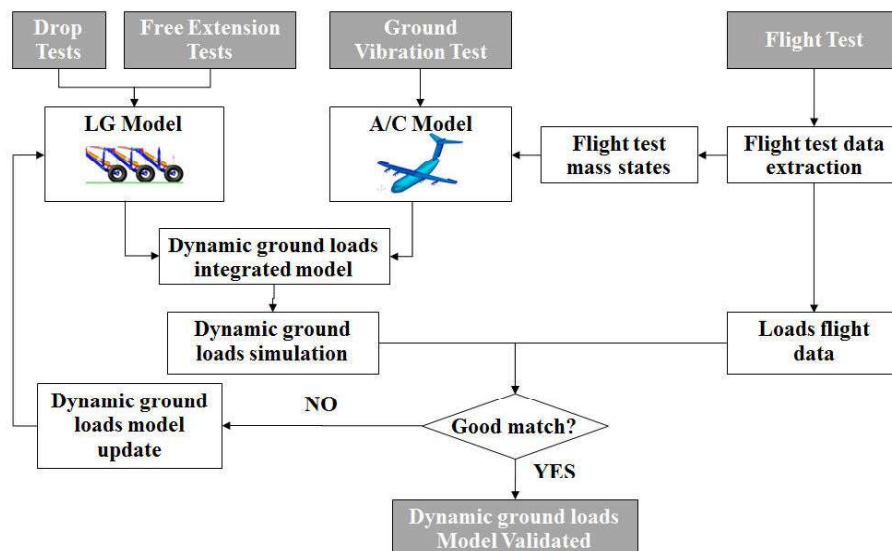 Drop
Tests
Free Extension
Tests
Ground
Vibration Test
Flight Test
LG Model
A/C Model
Flight test
mass states
Flight test data
extraction
Dynamic ground loads
integrated model
Dynamic ground
loads simulation
Loads flight
data
Dynamic ground
loads model
update
NO
Good match?
YES
Dynamic ground loads
Model Validated